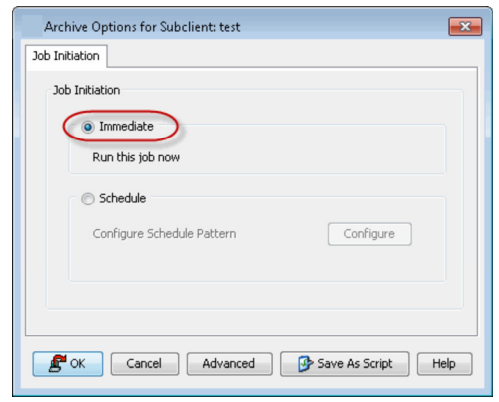 Archive Options for Subclient: test
Job Initiation
Job Initiation
Immediate
Run this job now
Schedule
Configure Schedule Pattern Configure
OK Cancel Advanced Save As Script Help